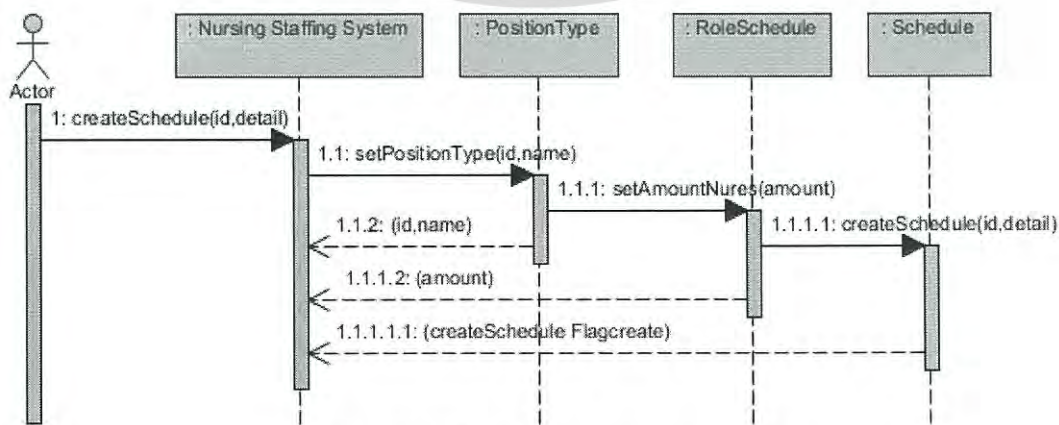 : Nursing Staffing System
: PositionType
: RoleSchedule
: Schedule
Actor
1: createSchedule(id,detail)
1.1: setPositionType(id,name)
1.1.1: setAmountNures(amount)
1.1.2: (id,name)
1.1.1.1: createSchedule(id,detail)
1.1.1.2: (amount)
1.1.1.1.1: (createSchedule Flagcreate)